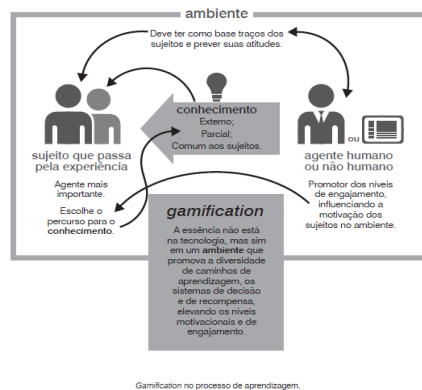 ambiente
Deve ter como base traços dos
sujeitos e prever suas atitudes.
conhecimento
Externo;
Parcial;
Comum aos sujeitos.
sujeito que passa
pela experiência
Agente mais
importante.
Escolhe o
percurso para o
conhecimento.
ou
agente humano
ou não humano
Promotor dos níveis
de engajamento,
influenciando a
motivação dos
sujeitos no ambiente.
gamification
A essência não está
na tecnologia, mas sim
em um ambiente que
promova a diversidade
de caminhos de
aprendizagem, os
sistemas de decisão
e de recompensa,
elevando os níveis
motivacionais e de
engajamento.
Gamification no processo de aprendizagem.